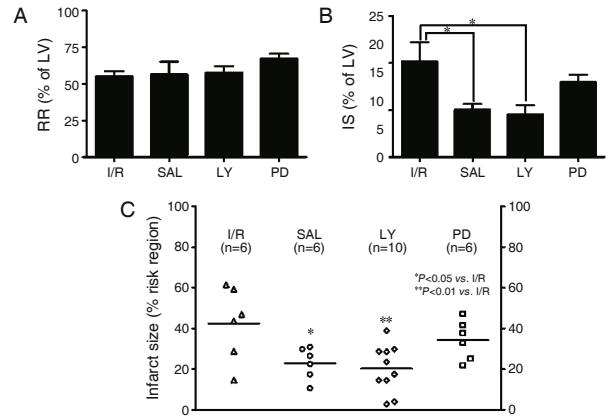 A
100
75
50
25
0
RR (% of LV)
I/R SAL LY PD
B
25
20
15
10
5
0
IS (% of LV)
* 
*
I/R SAL LY PD
C
100
80
60
40
20
0
Infarct size (% risk region)
I/R SAL LY PD
(n=6) (n=6) (n=10) (n=6)
*P<0.05 vs. I/R
**P<0.01 vs. I/R
* **
100
80
60
40
20
0